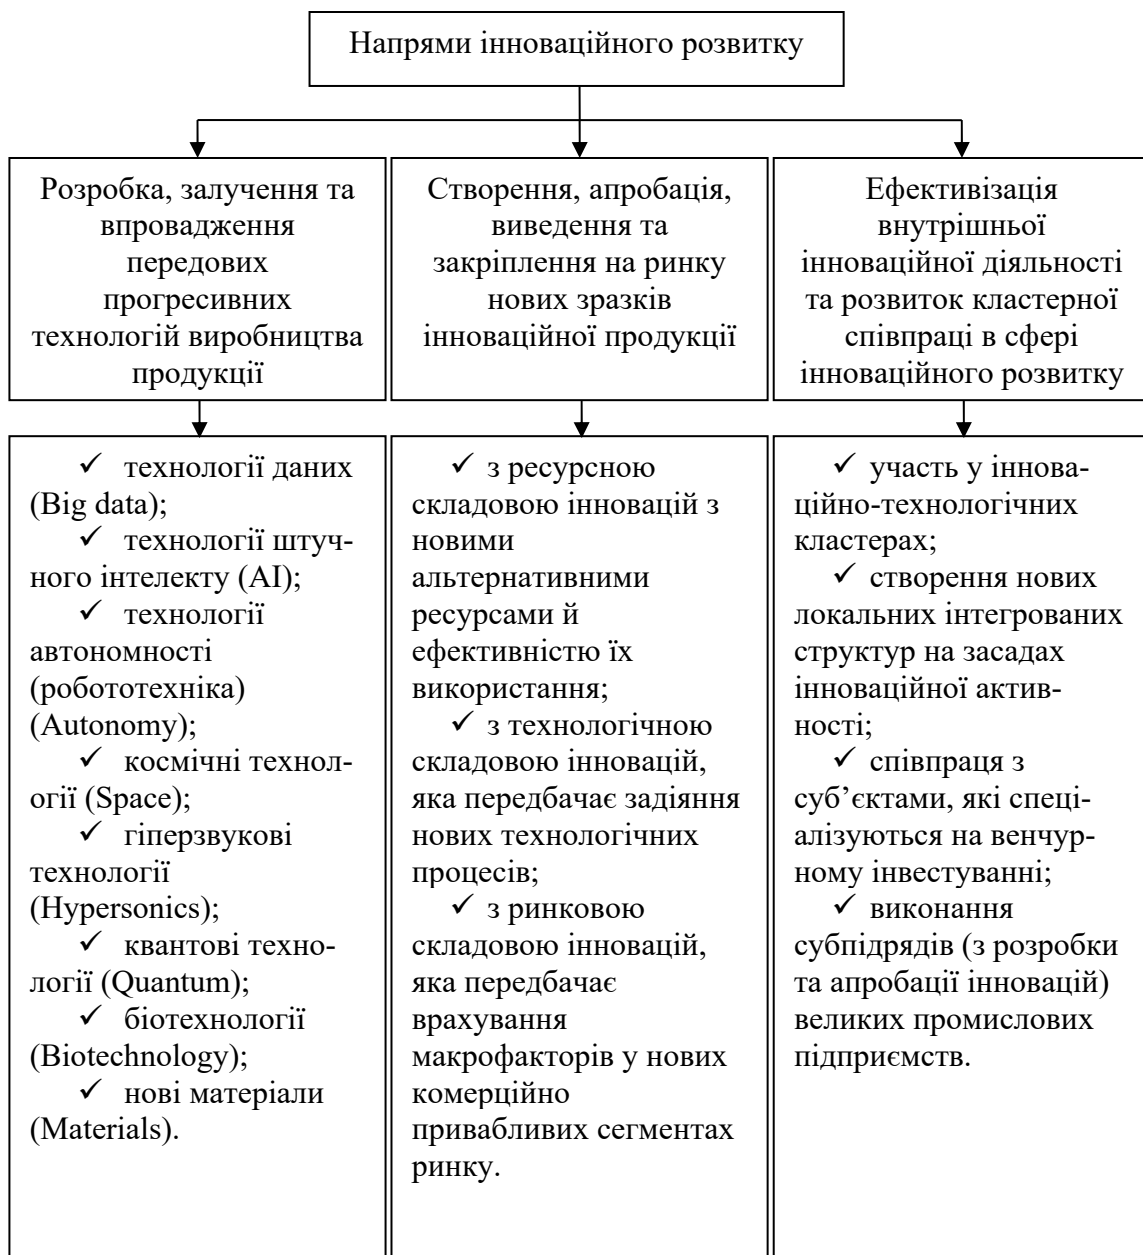 Напрями інноваційного розвитку
Розробка, залучення та
впровадження
передових
прогресивних
технологій виробництва
продукції
Створення, апробація,
виведення та
закріплення на ринку
нових зразків
інноваційної продукції
Ефективізація
внутрішньої
інноваційної діяльності
та розвиток кластерної
співпраці в сфері
інноваційного розвитку
✓ технології даних
(Big data);
✓ технології штуч-
ного інтелекту (AI);
✓ технології
автономності
(робототехніка)
(Autonomy);
✓ космічні технол-
огії (Space);
✓ гіперзвукові
технології
(Hypersonics);
✓ квантові техно-
логії (Quantum);
✓ біотехнології
(Biotechnology);
✓ нові матеріали
(Materials).
✓ з ресурсною
складовою інновацій з
новими
альтернативними
ресурсами й
ефективністю їх
використання;
✓ з технологічною
складовою інновацій,
яка передбачає задіяння
нових технологічних
процесів;
✓ з ринковою
складовою інновацій,
яка передбачає
врахування
макрофакторів у нових
комерційно
привабливих сегментах
ринку.
✓ участь у іннова-
ційно-технологічних
кластерах;
✓ створення нових
локальних інтегрованих
структур на засадах
інноваційної актив-
ності;
✓ співпраця з
суб’єктами, які спеці-
алізуються на венчур-
ному інвестуванні;
✓ виконання
субпідрядів (з розробки
та апробації інновацій)
великих промислових
підприємств.